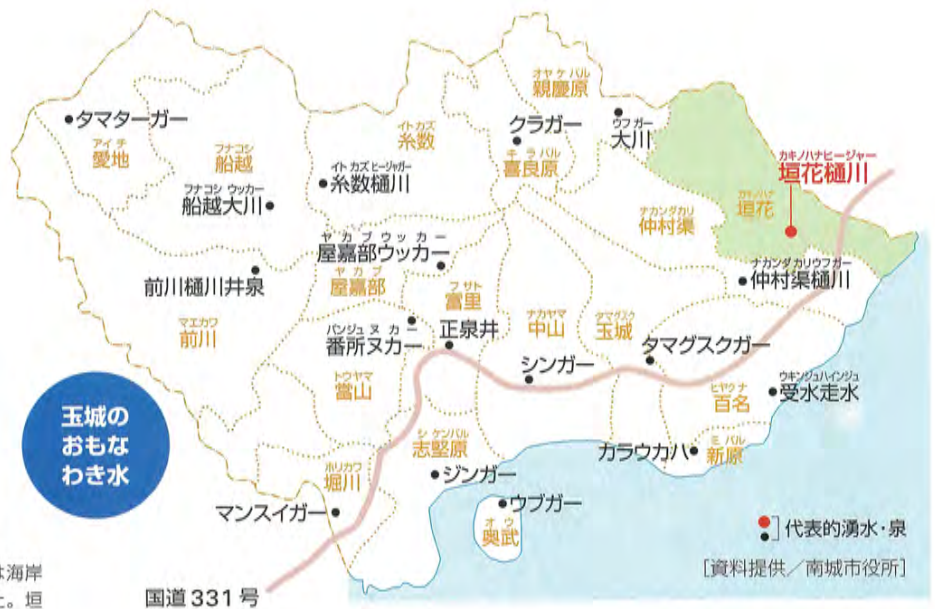 オヤケバル
親慶原
タマターガー
アイチ
愛地
フナコシ
船越
フナコシ ウッカー
船越大川
イトカズ
糸数
イトカズヒージャガー
糸数樋川
クラガー
キラバル
喜良原
ウフガー
大川
カキノハナヒージャー
垣花樋川
カキノハナ
垣花
ナカンダカリ
仲村渠
ナカンダカリウフガー
仲村渠樋川
ヤカブウッカー
屋嘉部ウッカー
ヤカブ
屋嘉部
前川樋川井泉
マエカワ
前川
フサト
富里
バンジュヌカー
番所ヌカー
正泉井
ナカヤマ
中山
タマグスク
玉城
シンガー
タマグスクガー
トウヤマ
當山
ヒヤクナ
百名
ウキンジュハインジュ
受水走水
シケンバル
志堅原
カラウカハ
ミバル
新原
ホリカワ
堀川
ジンガー
マンスイガー
ウブガー
オウ
奥武
国道331号
玉城の
おもな
わき水
代表的湧水・泉
[資料提供／南城市役所]
は海岸
垣